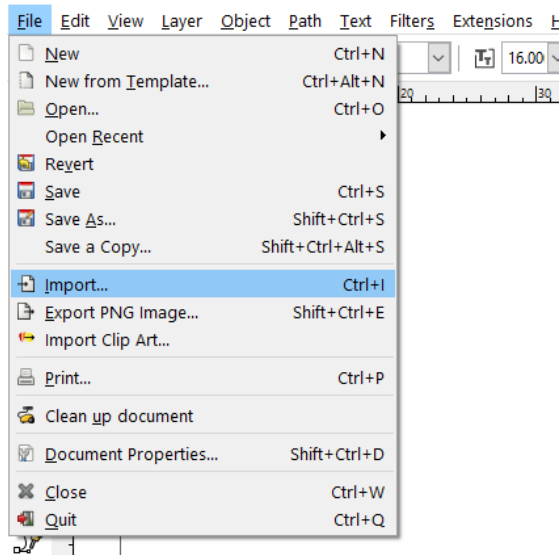 File Edit View Layer Object Path Text Filters Extensions H
New Ctrl+N
16.00
New from Template... Ctrl+Alt+N
20 30
Open... Ctrl+O
Open Recent
Revert
Save Ctrl+S
Save As... Shift+Ctrl+S
Save a Copy... Shift+Ctrl+Alt+S
Import... Ctrl+I
Export PNG Image... Shift+Ctrl+E
Import Clip Art...
Print... Ctrl+P
Clean up document
Document Properties... Shift+Ctrl+D
Close Ctrl+W
Quit Ctrl+Q